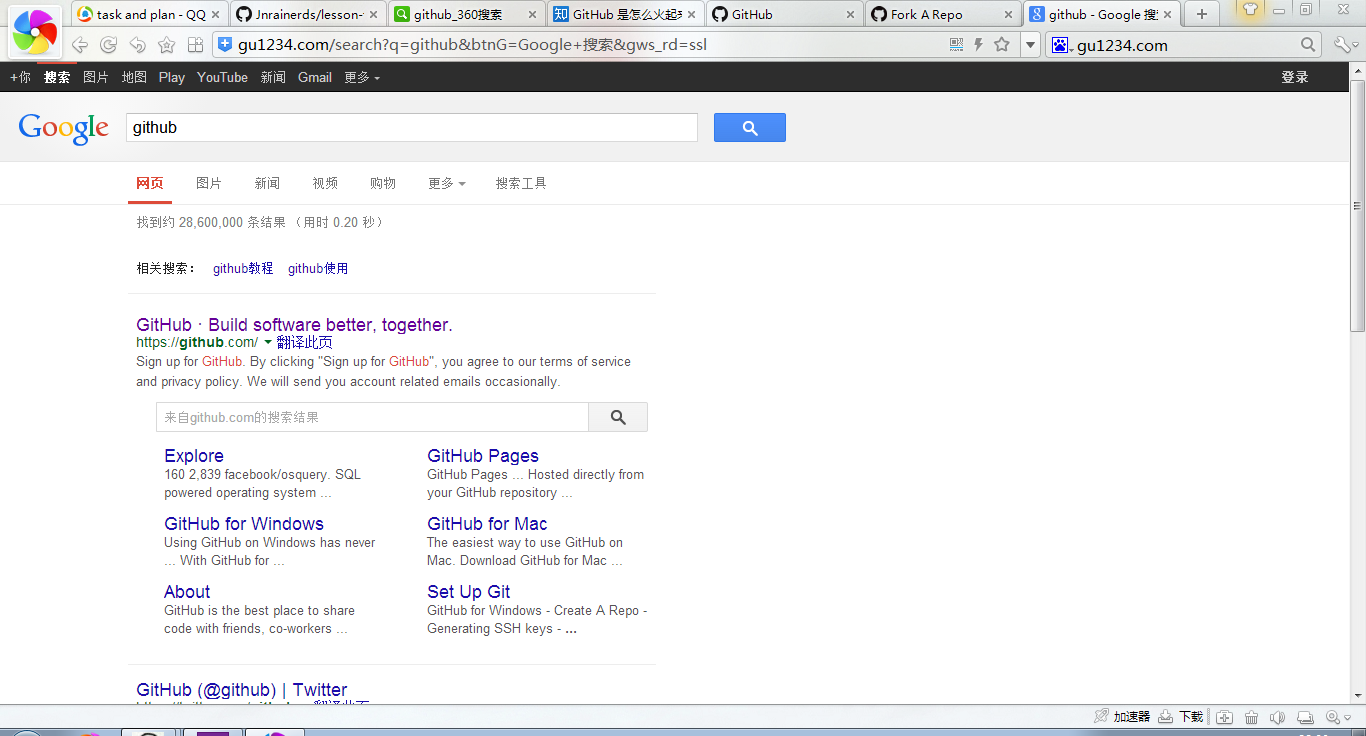 task and plan - QQ
Jnrainerds/lesson-
github_360搜索
GitHub 是怎么火起来
GitHub
Fork A Repo
github - Google 搜
gu1234.com/search?q=github&btnG=Google+搜索&gws_rd=ssl
gu1234.com
+你 搜索 图片 地图 Play YouTube 新闻 Gmail 更多
登录
Google
github
网页 图片 新闻 视频 购物 更多 搜索工具
找到约 28,600,000 条结果 （用时 0.20 秒）
相关搜索： github教程 github使用
GitHub · Build software better, together.
https://github.com/ 翻译此页
Sign up for GitHub. By clicking "Sign up for GitHub", you agree to our terms of service
and privacy policy. We will send you account related emails occasionally.
来自github.com的搜索结果
Explore
160 2,839 facebook/osquery. SQL
powered operating system ...
GitHub Pages
GitHub Pages ... Hosted directly from
your GitHub repository ...
GitHub for Windows
Using GitHub on Windows has never
... With GitHub for ...
GitHub for Mac
The easiest way to use GitHub on
Mac. Download GitHub for Mac ...
About
GitHub is the best place to share
code with friends, co-workers ...
Set Up Git
GitHub for Windows - Create A Repo -
Generating SSH keys - ...
GitHub (@github) | Twitter
加速器 下载